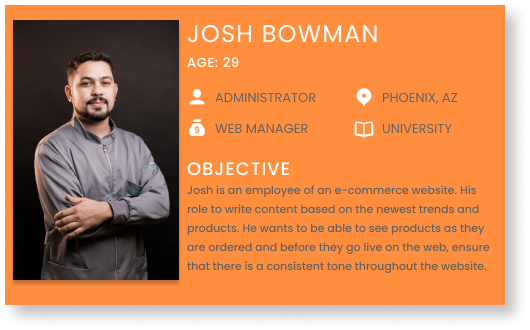 JOSH BOWMAN
AGE: 29
ADMINISTRATOR
PHOENIX, AZ
WEB MANAGER
UNIVERSITY
OBJECTIVE
Josh is an employee of an e-commerce website. His
role to write content based on the newest trends and
products. He wants to be able to see products as they
are ordered and before they go live on the web, ensure
that there is a consistent tone throughout the website.